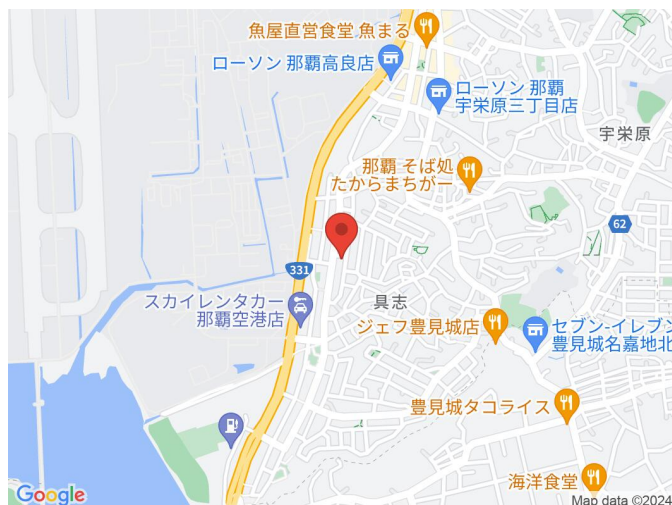 魚屋直営食堂 魚まる
ローソン 那覇高良店
ローソン 那覇
宇栄原三丁目店
宇栄原
那覇 そば処
たからまちがー
62
331
スカイレンタカー
那覇空港店
具志
ジェフ豊見城店
セブン-イレブン
豊見城名嘉地北
豊見城タコライス
海洋食堂
Google
Map data ©2024